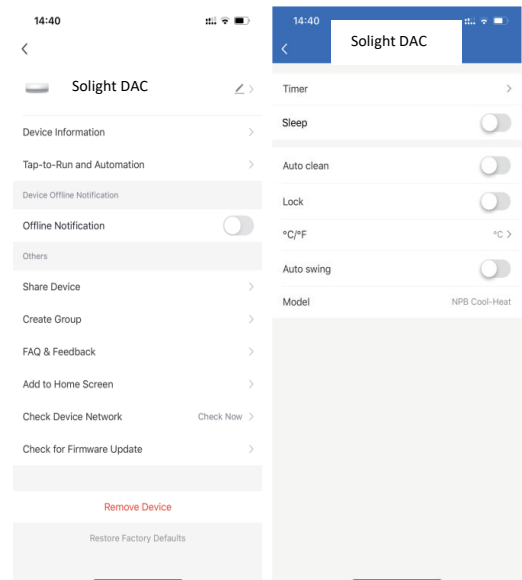 14:40
Solight DAC
Device Information
Tap-to-Run and Automation
Device Offline Notification
Offline Notification
Others
Share Device
Create Group
FAQ & Feedback
Add to Home Screen
Check Device Network Check Now
Check for Firmware Update
Remove Device
Restore Factory Defaults
14:40
Solight DAC
Timer
Sleep
Auto clean
Lock
°C/°F °C
Auto swing
Model NPB Cool-Heat